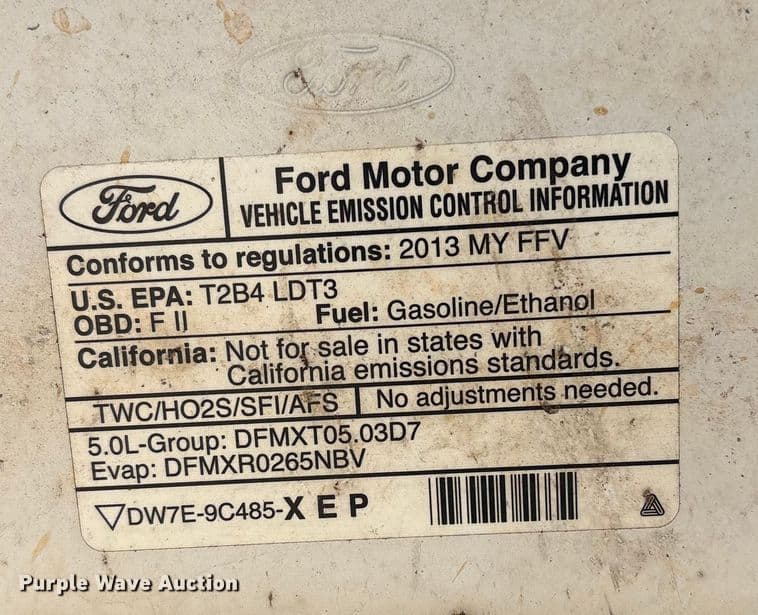 Ford
Ford
Ford Motor Company
VEHICLE EMISSION CONTROL INFORMATION
Conforms to regulations: 2013 MY FFV
U.S. EPA: T2B4 LDT3
OBD: F II Fuel: Gasoline/Ethanol
California: Not for sale in states with
California emissions standards.
TWC/HO2S/SFI/AFS No adjustments needed.
5.0L-Group: DFMXT05.03D7
Evap: DFMXR0265NBV
DW7E-9C485-X E P
Purple Wave Auction